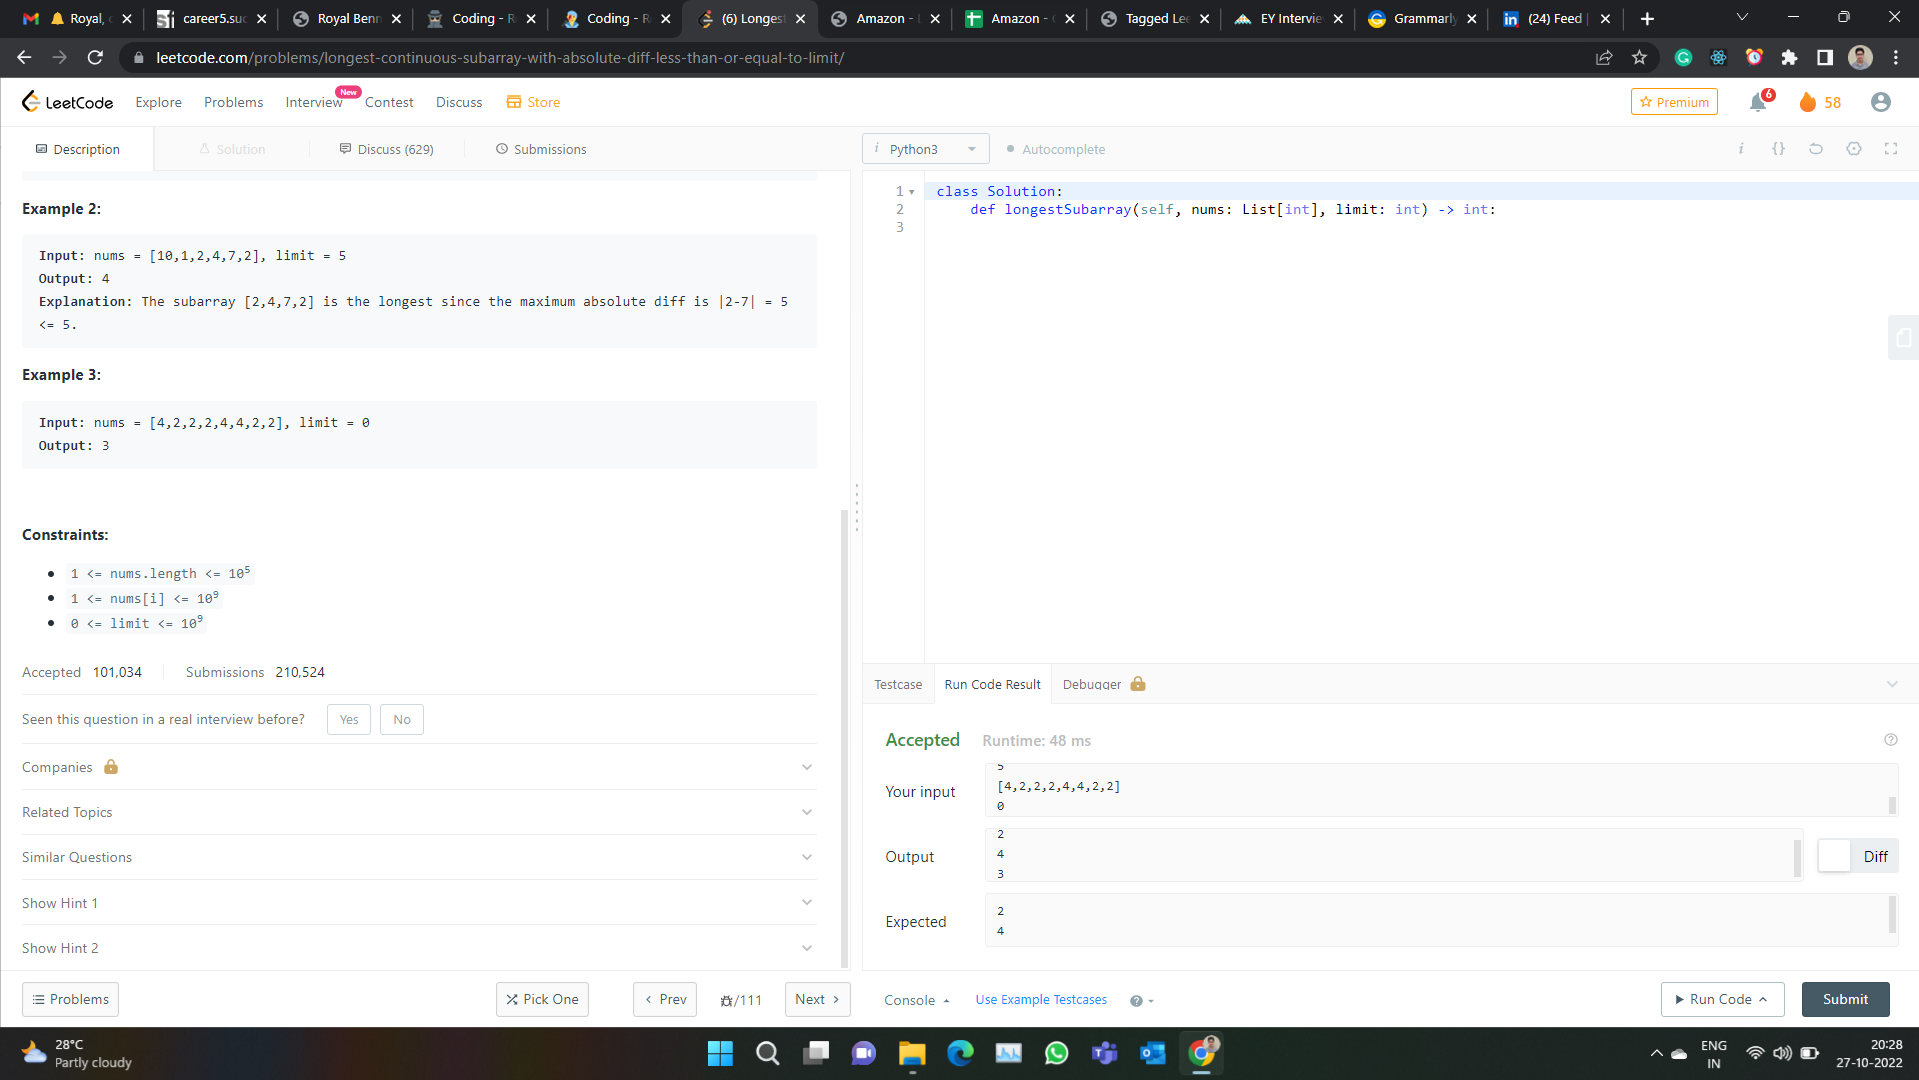 Royal,
career5.suc
Royal Benn
Coding - R
Coding - R
(6) Longes
Amazon -
Amazon -
Tagged Lee
EY Intervie
Grammarly
(24) Feed
leetcode.com/problems/longest-continuous-subarray-with-absolute-diff-less-than-or-equal-to-limit/
LeetCode
Explore
Problems
Interview
New
Contest
Discuss
Store
Premium
6
58
Description
Solution
Discuss (629)
Submissions
i Python3
Autocomplete
i
{}
Example 2:
Input: nums = [10,1,2,4,7,2], limit = 5
Output: 4
Explanation: The subarray [2,4,7,2] is the longest since the maximum absolute diff is |2-7| = 5
<= 5.
Example 3:
Input: nums = [4,2,2,2,4,4,2,2], limit = 0
Output: 3
Constraints:
1 <= nums.length <= 10⁵
1 <= nums[i] <= 10⁹
0 <= limit <= 10⁹
Accepted 101,034
Submissions 210,524
Seen this question in a real interview before?
Yes
No
Companies
Related Topics
Similar Questions
Show Hint 1
Show Hint 2
Problems
Pick One
Prev
/111
Next
1 class Solution:
2     def longestSubarray(self, nums: List[int], limit: int) -> int:
3
Testcase
Run Code Result
Debugger
Accepted
Runtime: 48 ms
Your input
5
[4,2,2,2,4,4,2,2]
0
Output
2
4
3
Diff
Expected
2
4
Console
Use Example Testcases
Run Code
Submit
28°C
Partly cloudy
ENG
IN
20:28
27-10-2022